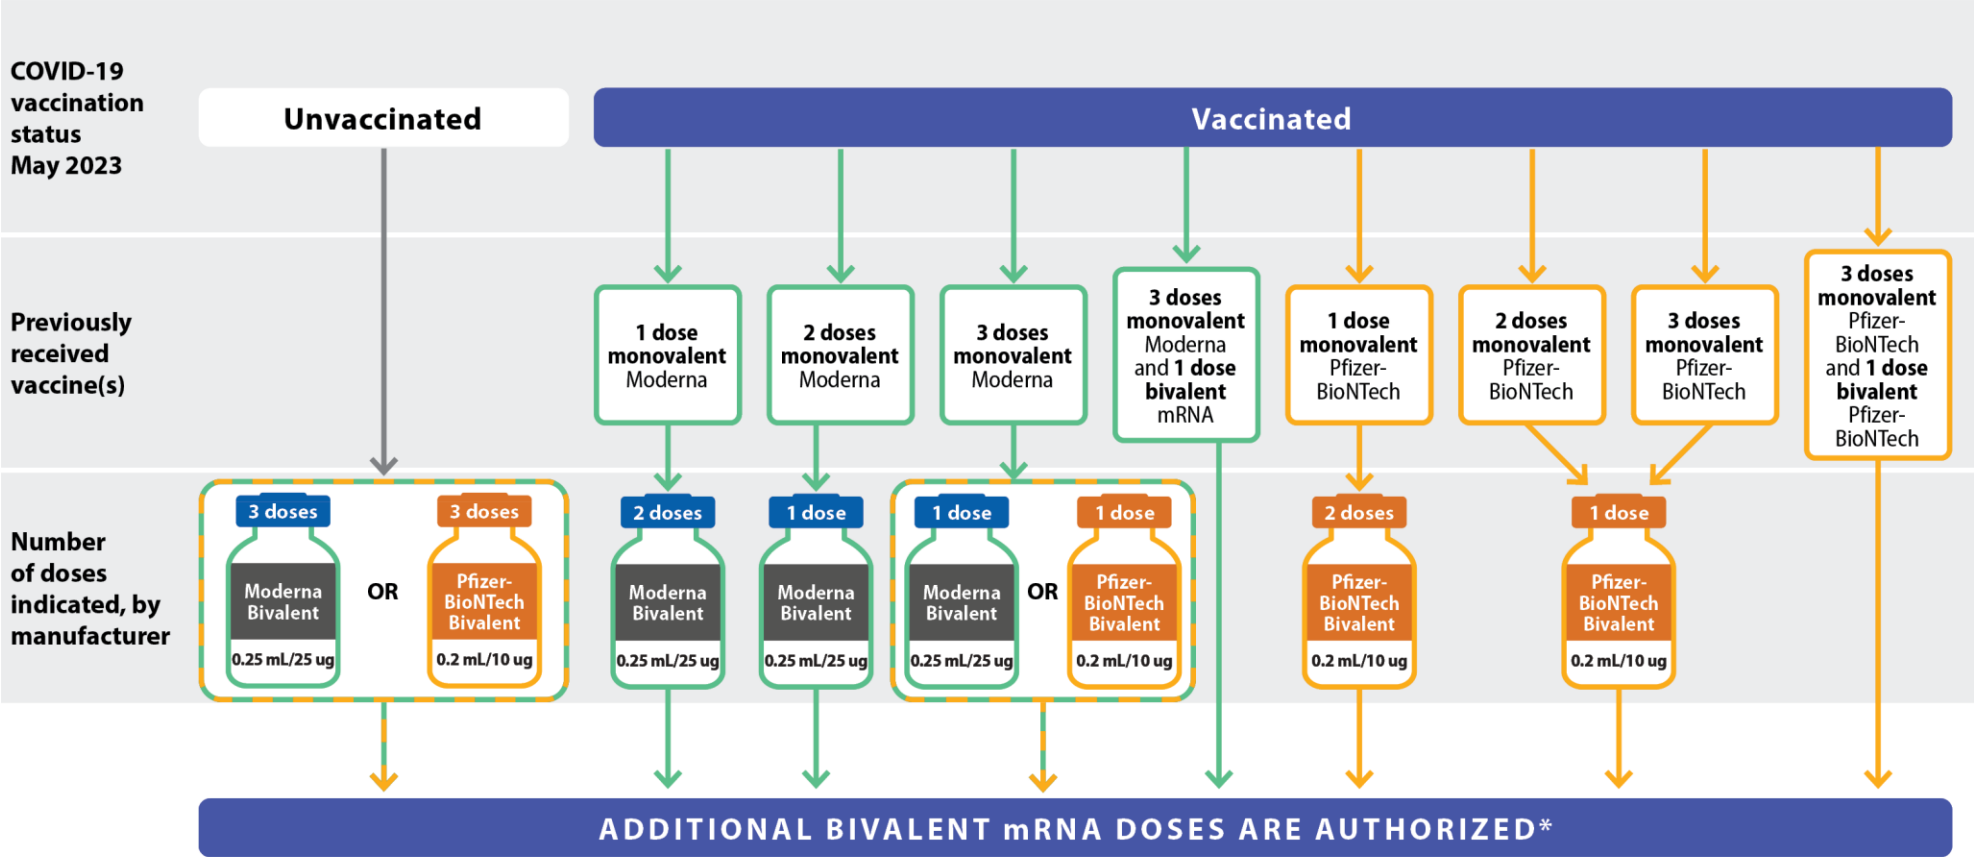 COVID-19
vaccination
status
May 2023
Unvaccinated
Vaccinated
Previously
received
vaccine(s)
1 dose
monovalent
Moderna
2 doses
monovalent
Moderna
3 doses
monovalent
Moderna
3 doses
monovalent
Moderna
and 1 dose
bivalent
mRNA
1 dose
monovalent
Pfizer-
BioNTech
2 doses
monovalent
Pfizer-
BioNTech
3 doses
monovalent
Pfizer-
BioNTech
3 doses
monovalent
Pfizer-
BioNTech
and 1 dose
bivalent
Pfizer-
BioNTech
Number
of doses
indicated, by
manufacturer
3 doses
Moderna
Bivalent
0.25 mL/25 ug
OR
3 doses
Pfizer-
BioNTech
Bivalent
0.2 mL/10 ug
2 doses
Moderna
Bivalent
0.25 mL/25 ug
1 dose
Moderna
Bivalent
0.25 mL/25 ug
1 dose
Moderna
Bivalent
0.25 mL/25 ug
OR
1 dose
Pfizer-
BioNTech
Bivalent
0.2 mL/10 ug
2 doses
Pfizer-
BioNTech
Bivalent
0.2 mL/10 ug
1 dose
Pfizer-
BioNTech
Bivalent
0.2 mL/10 ug
ADDITIONAL BIVALENT mRNA DOSES ARE AUTHORIZED*